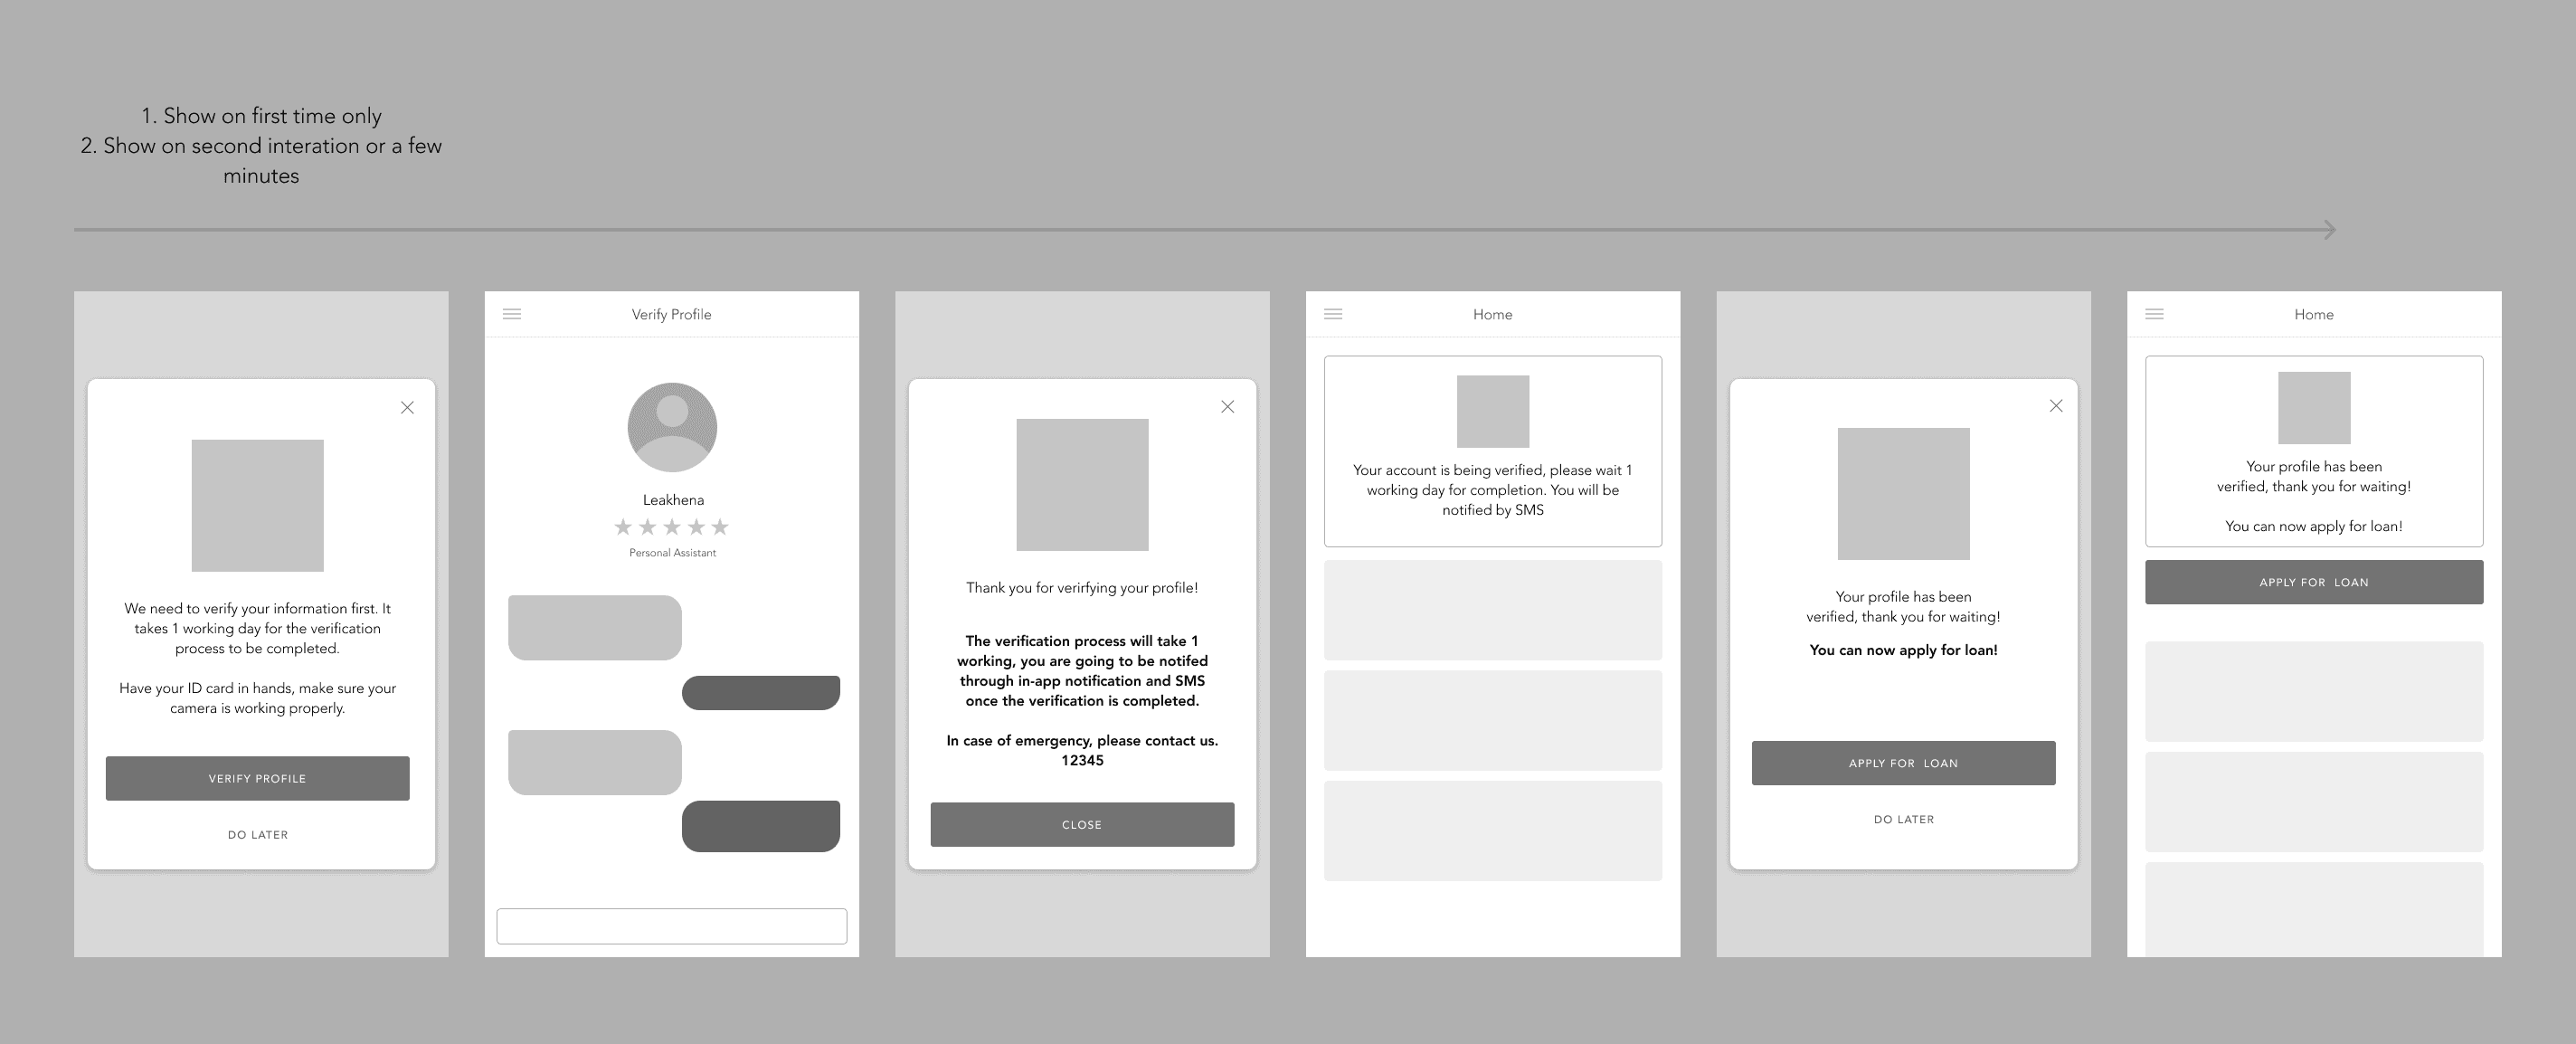 1. Show on first time only
2. Show on second interation or a few
minutes
We need to verify your information first. It
takes 1 working day for the verification
process to be completed.
Have your ID card in hands, make sure your
camera is working properly.
VERIFY PROFILE
DO LATER
Verify Profile
Leakhena
Personal Assistant
Thank you for verirfying your profile!
The verification process will take 1
working, you are going to be notifed
through in-app notification and SMS
once the verification is completed.
In case of emergency, please contact us.
12345
CLOSE
Home
Your account is being verified, please wait 1
working day for completion. You will be
notified by SMS
Your profile has been
verified, thank you for waiting!
You can now apply for loan!
APPLY FOR LOAN
DO LATER
Home
Your profile has been
verified, thank you for waiting!
You can now apply for loan!
APPLY FOR LOAN